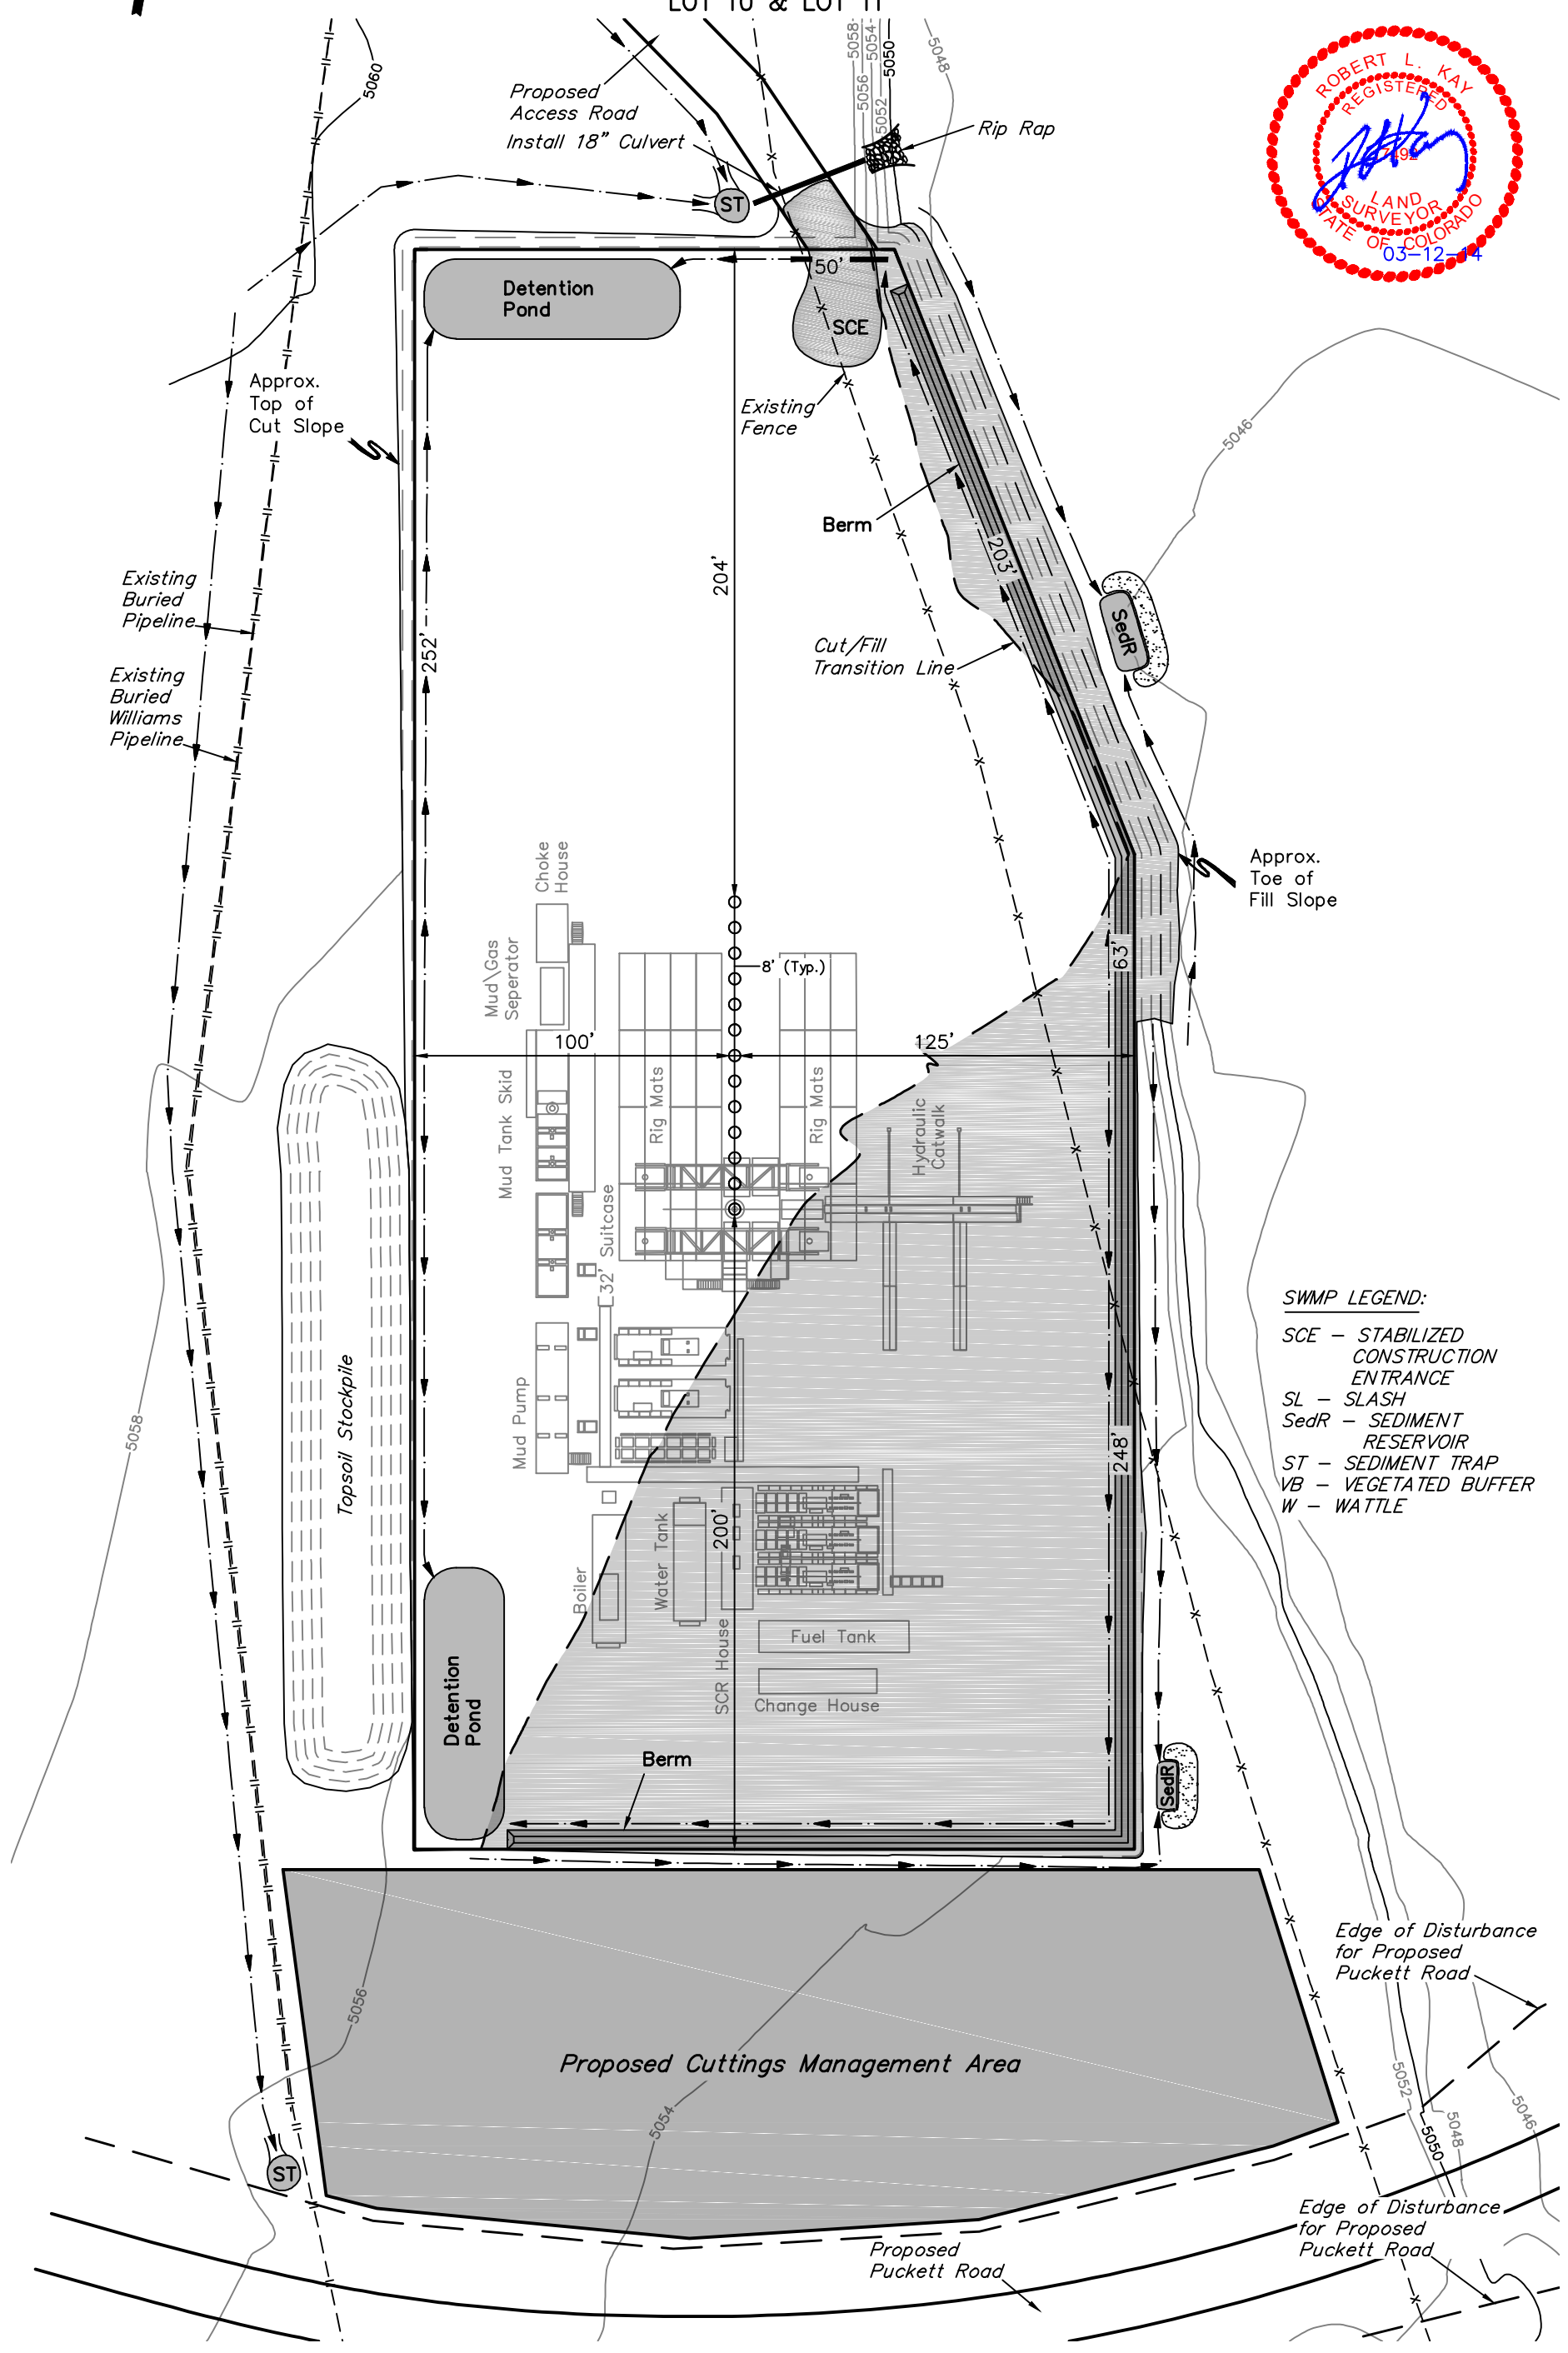 LOT 10 & LOT 11
5060
5058
5056
5054
5052
5050
5048
ROBERT L. KAY
REGISTERED
LAND
SURVEYOR
STATE OF COLORADO
03-12-14
Proposed
Access Road
Install 18" Culvert
Rip Rap
ST
50'
Detention
Pond
SCE
Approx.
Top of
Cut Slope
Existing
Fence
5046
Berm
203'
204'
Existing
Buried
Pipeline
252'
SedR
Cut/Fill
Transition Line
Existing
Buried
Williams
Pipeline
Choke
House
Approx.
Toe of
Fill Slope
Mud\Gas
Seperator
63'
8' (Typ.)
100'
125'
Mud Tank Skid
Rig Mats
Rig Mats
Hydraulic
Catwalk
Suitcase
32'
SWMP LEGEND:
SCE – STABILIZED
CONSTRUCTION
ENTRANCE
SL – SLASH
SedR – SEDIMENT
RESERVOIR
ST – SEDIMENT TRAP
VB – VEGETATED BUFFER
W – WATTLE
Topsoil Stockpile
Mud Pump
5058
248'
200'
Boiler
Water Tank
SCR House
Fuel Tank
Change House
Detention
Pond
Berm
SedR
Edge of Disturbance
for Proposed
Puckett Road
5056
Proposed Cuttings Management Area
5054
5052
5050
5048
5046
ST
Edge of Disturbance
for Proposed
Puckett Road
Proposed
Puckett Road